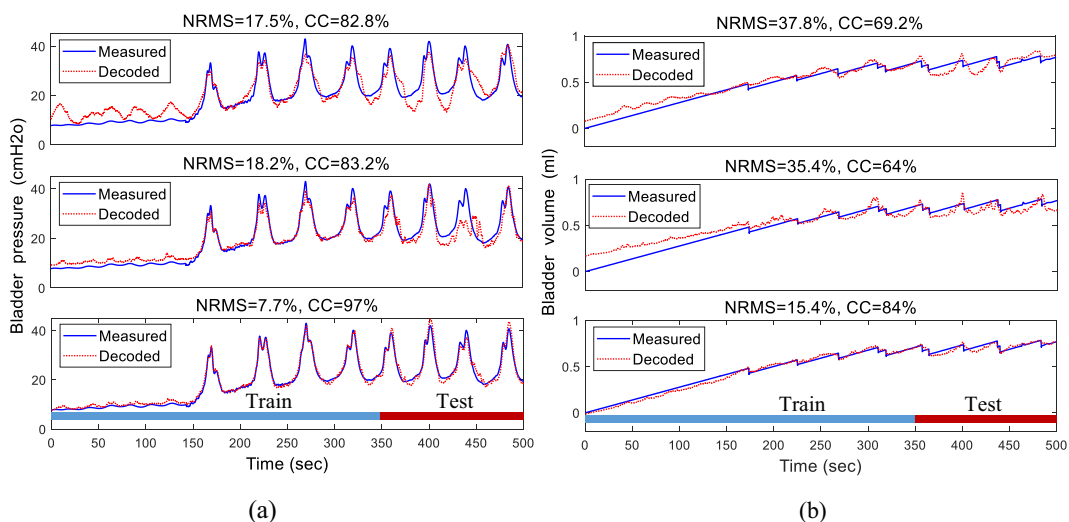 NRMS=17.5%, CC=82.8%
40
20
0
Measured
Decoded
NRMS=18.2%, CC=83.2%
40
20
0
Measured
Decoded
NRMS=7.7%, CC=97%
40
20
0
Measured
Decoded
Train Test
0 50 100 150 200 250 300 350 400 450 500
Time (sec)
Bladder pressure (cmH2o)
(a)
NRMS=37.8%, CC=69.2%
1
0.5
0
Measured
Decoded
NRMS=35.4%, CC=64%
1
0.5
0
Measured
Decoded
NRMS=15.4%, CC=84%
1
0.5
0
Measured
Decoded
Train Test
0 50 100 150 200 250 300 350 400 450 500
Time (sec)
Bladder volume (ml)
(b)